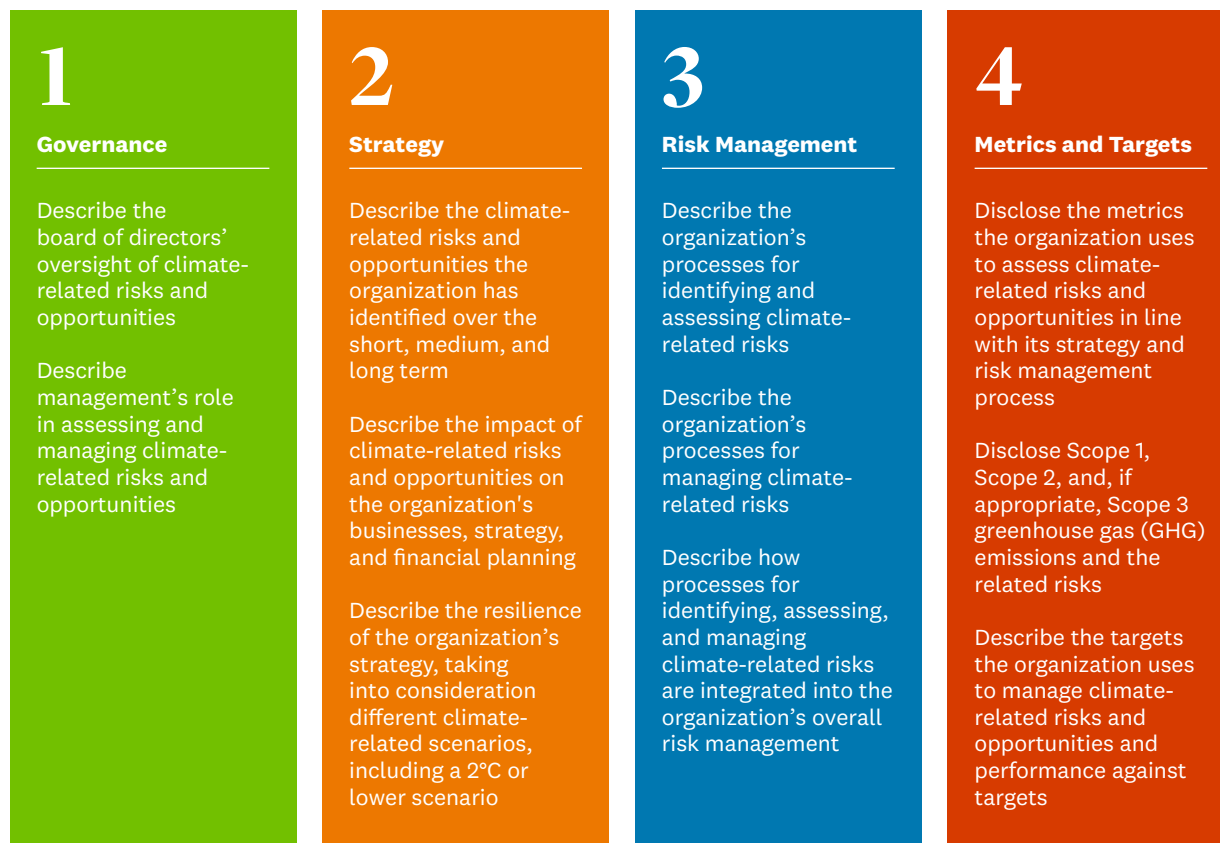 1
Governance
Describe the
board of directors’
oversight of climate-
related risks and
opportunities
Describe
management’s role
in assessing and
managing climate-
related risks and
opportunities
2
Strategy
Describe the climate-
related risks and
opportunities the
organization has
identified over the
short, medium, and
long term
Describe the impact of
climate-related risks
and opportunities on
the organization's
businesses, strategy,
and financial planning
Describe the resilience
of the organization’s
strategy, taking
into consideration
different climate-
related scenarios,
including a 2°C or
lower scenario
3
Risk Management
Describe the
organization’s
processes for
identifying and
assessing climate-
related risks
Describe the
organization’s
processes for
managing climate-
related risks
Describe how
processes for
identifying, assessing,
and managing
climate-related risks
are integrated into the
organization’s overall
risk management
4
Metrics and Targets
Disclose the metrics
the organization uses
to assess climate-
related risks and
opportunities in line
with its strategy and
risk management
process
Disclose Scope 1,
Scope 2, and, if
appropriate, Scope 3
greenhouse gas (GHG)
emissions and the
related risks
Describe the targets
the organization uses
to manage climate-
related risks and
opportunities and
performance against
targets